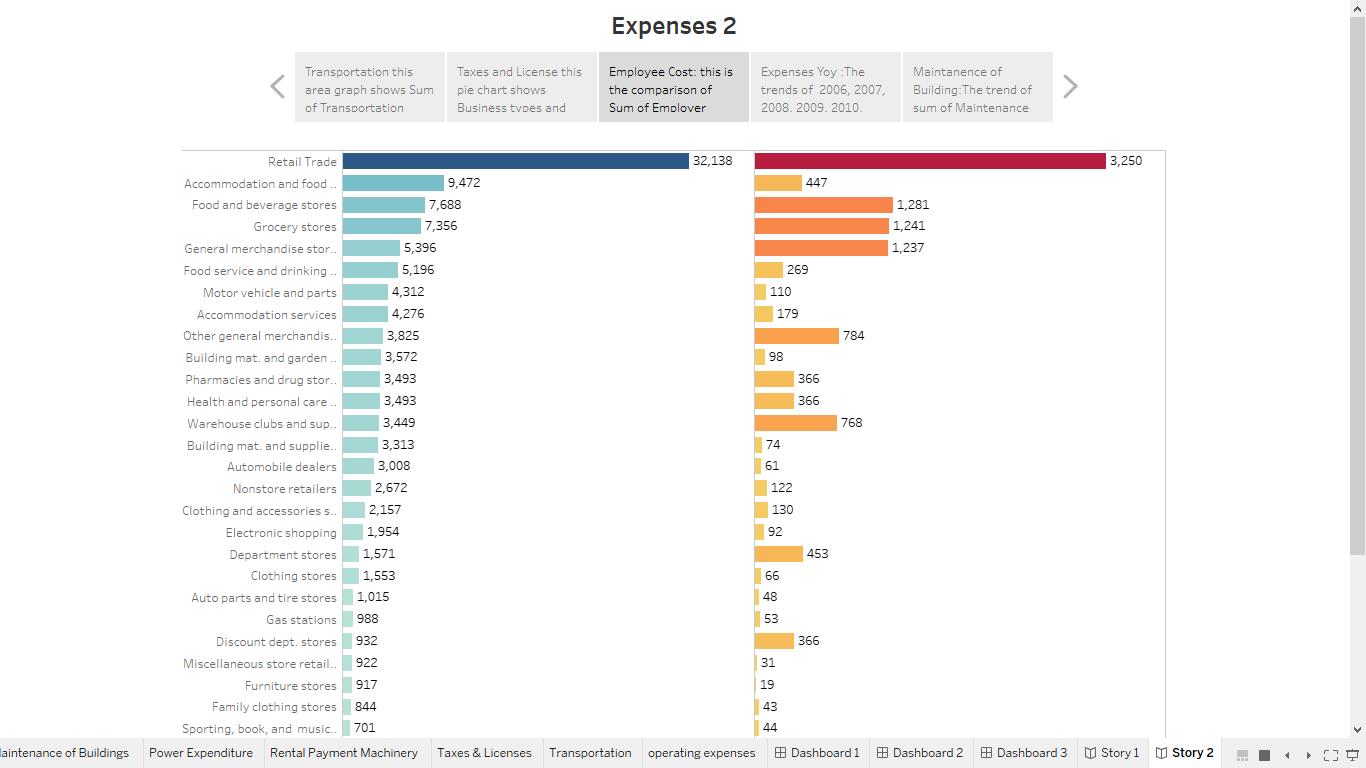 Expenses 2
Transportation this
area graph shows Sum
of Transportation
Taxes and License this
pie chart shows
Business types and
Employee Cost: this is
the comparison of
Sum of Employer
Expenses Yoy :The
trends of 2006, 2007,
2008, 2009, 2010,
Maintanence of
Building:The trend of
sum of Maintenance
Retail Trade 32,138 3,250
Accommodation and food .. 9,472 447
Food and beverage stores 7,688 1,281
Grocery stores 7,356 1,241
General merchandise stor.. 5,396 1,237
Food service and drinking .. 5,196 269
Motor vehicle and parts 4,312 110
Accommodation services 4,276 179
Other general merchandis.. 3,825 784
Building mat. and garden .. 3,572 98
Pharmacies and drug stor.. 3,493 366
Health and personal care .. 3,493 366
Warehouse clubs and sup.. 3,449 768
Building mat. and supplie.. 3,313 74
Automobile dealers 3,008 61
Nonstore retailers 2,672 122
Clothing and accessories s.. 2,157 130
Electronic shopping 1,954 92
Department stores 1,571 453
Clothing stores 1,553 66
Auto parts and tire stores 1,015 48
Gas stations 988 53
Discount dept. stores 932 366
Miscellaneous store retail.. 922 31
Furniture stores 917 19
Family clothing stores 844 43
Sporting, book, and music.. 701 44
aintenance of Buildings Power Expenditure Rental Payment Machinery Taxes & Licenses Transportation operating expenses Dashboard 1 Dashboard 2 Dashboard 3 Story 1 Story 2